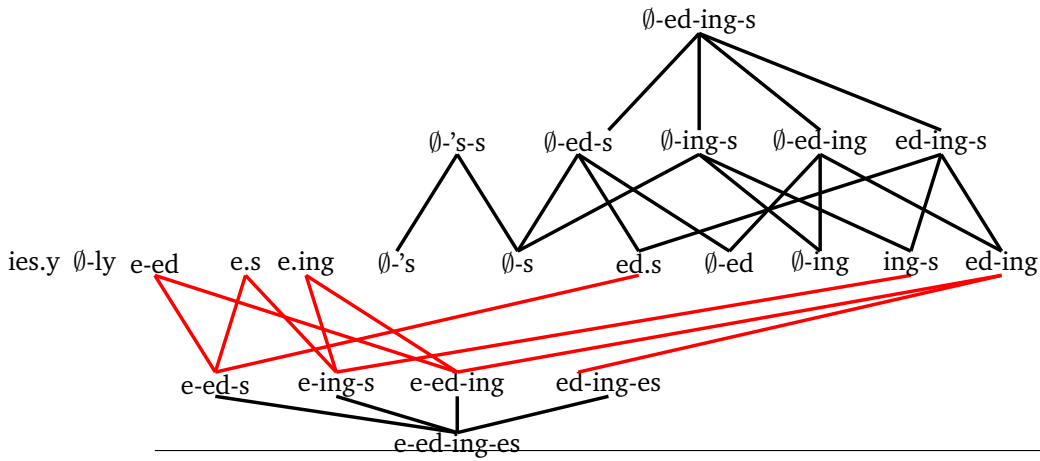 ∅-ed-ing-s
∅-'s-s ∅-ed-s ∅-ing-s ∅-ed-ing ed-ing-s
ies.y ∅-ly e-ed e.s e.ing ∅-'s ∅-s ed.s ∅-ed ∅-ing ing-s ed-ing
e-ed-s e-ing-s e-ed-ing ed-ing-es
e-ed-ing-es